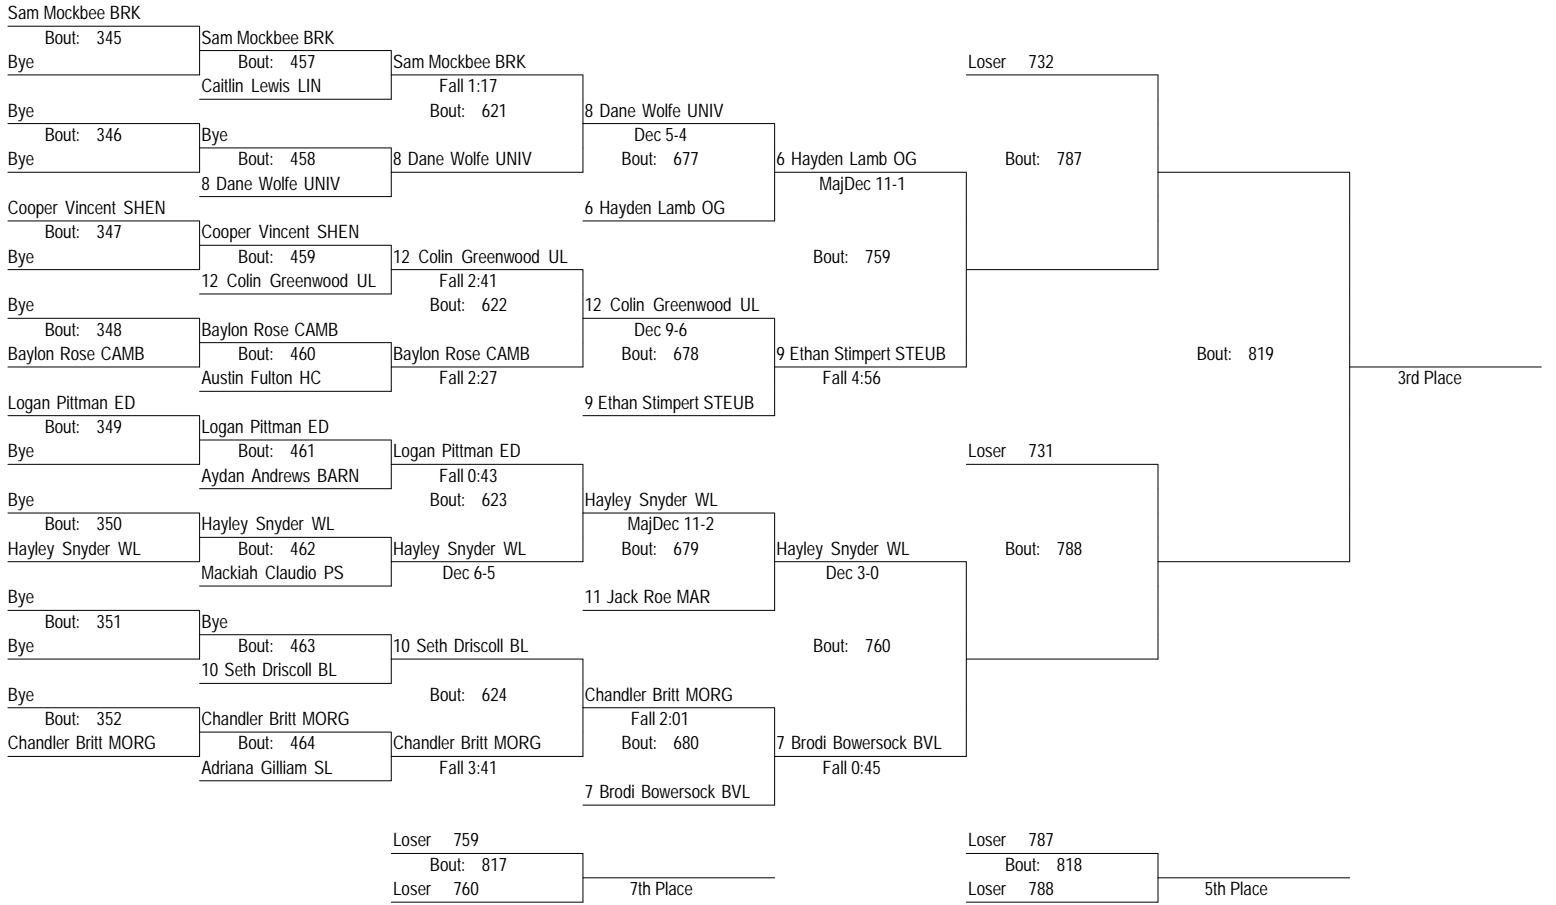 Sam Mockbee BRK
Bout: 345
Bye
Bye
Bout: 346
Bye
Cooper Vincent SHEN
Bout: 347
Bye
Bye
Bout: 348
Baylon Rose CAMB
Logan Pittman ED
Bout: 349
Bye
Bye
Bout: 350
Hayley Snyder WL
Bye
Bout: 351
Bye
Bye
Bout: 352
Chandler Britt MORG
Sam Mockbee BRK
Bout: 457
Caitlin Lewis LIN
Bye
Bout: 458
8 Dane Wolfe UNIV
Cooper Vincent SHEN
Bout: 459
12 Colin Greenwood UL
Baylon Rose CAMB
Bout: 460
Austin Fulton HC
Logan Pittman ED
Bout: 461
Aydan Andrews BARN
Hayley Snyder WL
Bout: 462
Mackiah Claudio PS
Bye
Bout: 463
10 Seth Driscoll BL
Chandler Britt MORG
Bout: 464
Adriana Gilliam SL
Sam Mockbee BRK
Fall 1:17
Bout: 621
8 Dane Wolfe UNIV
12 Colin Greenwood UL
Fall 2:41
Bout: 622
Baylon Rose CAMB
Fall 2:27
Logan Pittman ED
Fall 0:43
Bout: 623
Hayley Snyder WL
Dec 6-5
10 Seth Driscoll BL
Bout: 624
Chandler Britt MORG
Fall 3:41
8 Dane Wolfe UNIV
Dec 5-4
Bout: 677
6 Hayden Lamb OG
12 Colin Greenwood UL
Dec 9-6
Bout: 678
9 Ethan Stimpert STEUB
Hayley Snyder WL
MajDec 11-2
Bout: 679
11 Jack Roe MAR
Chandler Britt MORG
Fall 2:01
Bout: 680
7 Brodi Bowersock BVL
6 Hayden Lamb OG
MajDec 11-1
Bout: 759
9 Ethan Stimpert STEUB
Fall 4:56
Hayley Snyder WL
Dec 3-0
Bout: 760
7 Brodi Bowersock BVL
Fall 0:45
Loser 732
Bout: 787
Loser 731
Bout: 788
Bout: 819
3rd Place
Loser 759
Bout: 817
Loser 760
7th Place
Loser 787
Bout: 818
Loser 788
5th Place